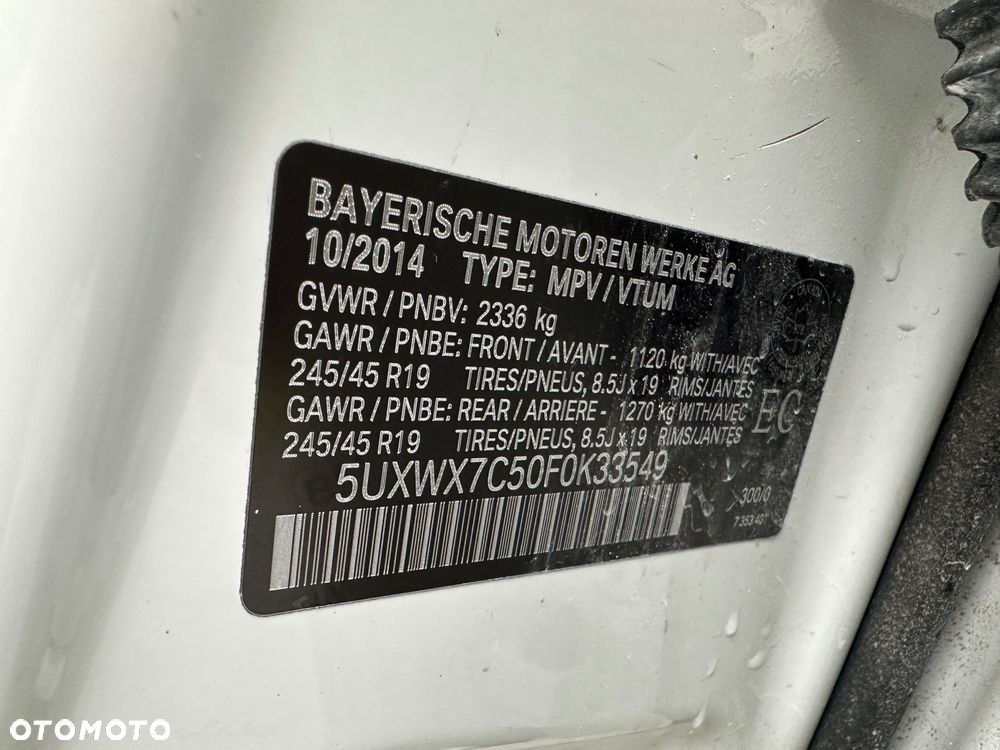 BAYERISCHE MOTOREN WERKE AG
10/2014 TYPE: MPV / VTUM
GVWR / PNBV: 2336 kg
GAWR / PNBE: FRONT / AVANT - 1120 kg WITH/AVEC
245/45 R19 TIRES/PNEUS, 8.5J x 19 RIMS/JANTES
GAWR / PNBE: REAR / ARRIERE - 1270 kg WITH/AVEC
245/45 R19 TIRES/PNEUS, 8.5J x 19 RIMS/JANTES
EC
5UXWX7C50F0K33549
OTOMOTO